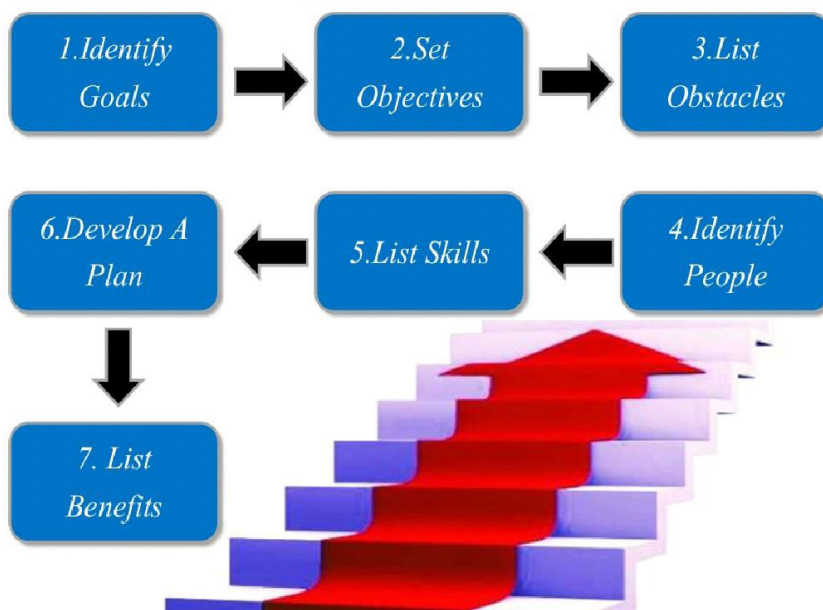 1.Identify
Goals
2.Set
Objectives
3.List
Obstacles
4.Identify
People
5.List Skills
6.Develop A
Plan
7. List
Benefits